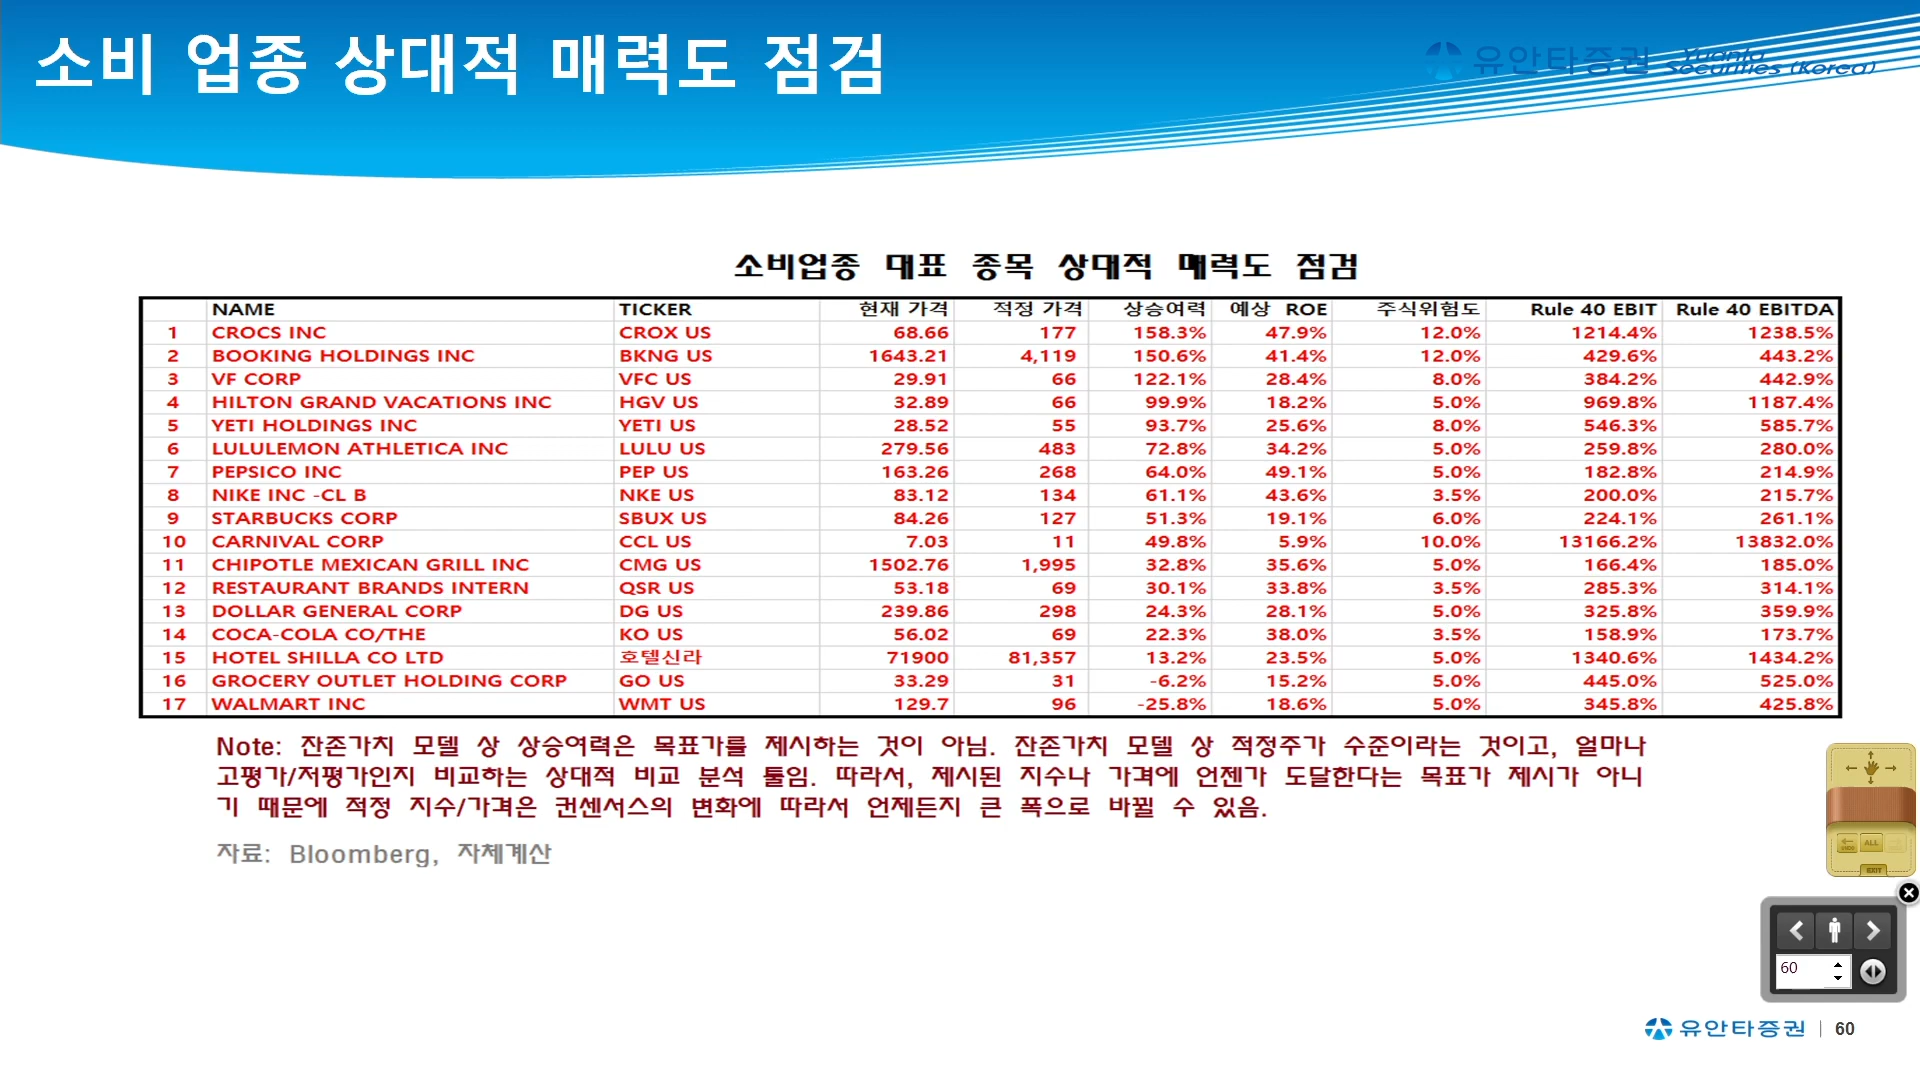 소비 업종 상대적 매력도 점검
유안타증권 Yuanta Securities (Korea)
소비업종 대표 종목 상대적 매력도 점검
NAME TICKER 현재 가격 적정 가격 상승여력 예상 ROE 주식위험도 Rule 40 EBIT Rule 40 EBITDA
1 CROCS INC CROX US 68.66 177 158.3% 47.9% 12.0% 1214.4% 1238.5%
2 BOOKING HOLDINGS INC BKNG US 1643.21 4,119 150.6% 41.4% 12.0% 429.6% 443.2%
3 VF CORP VFC US 29.91 66 122.1% 28.4% 8.0% 384.2% 442.9%
4 HILTON GRAND VACATIONS INC HGV US 32.89 66 99.9% 18.2% 5.0% 969.8% 1187.4%
5 YETI HOLDINGS INC YETI US 28.52 55 93.7% 25.6% 8.0% 546.3% 585.7%
6 LULULEMON ATHLETICA INC LULU US 279.56 483 72.8% 34.2% 5.0% 259.8% 280.0%
7 PEPSICO INC PEP US 163.26 268 64.0% 49.1% 5.0% 182.8% 214.9%
8 NIKE INC -CL B NKE US 83.12 134 61.1% 43.6% 3.5% 200.0% 215.7%
9 STARBUCKS CORP SBUX US 84.26 127 51.3% 19.1% 6.0% 224.1% 261.1%
10 CARNIVAL CORP CCL US 7.03 11 49.8% 5.9% 10.0% 13166.2% 13832.0%
11 CHIPOTLE MEXICAN GRILL INC CMG US 1502.76 1,995 32.8% 35.6% 5.0% 166.4% 185.0%
12 RESTAURANT BRANDS INTERN QSR US 53.18 69 30.1% 33.8% 3.5% 285.3% 314.1%
13 DOLLAR GENERAL CORP DG US 239.86 298 24.3% 28.1% 5.0% 325.8% 359.9%
14 COCA-COLA CO/THE KO US 56.02 69 22.3% 38.0% 3.5% 158.9% 173.7%
15 HOTEL SHILLA CO LTD 호텔신라 71900 81,357 13.2% 23.5% 5.0% 1340.6% 1434.2%
16 GROCERY OUTLET HOLDING CORP GO US 33.29 31 -6.2% 15.2% 5.0% 445.0% 525.0%
17 WALMART INC WMT US 129.7 96 -25.8% 18.6% 5.0% 345.8% 425.8%
Note: 잔존가치 모델 상 상승여력은 목표가를 제시하는 것이 아님. 잔존가치 모델 상 적정주가 수준이라는 것이고, 얼마나
고평가/저평가인지 비교하는 상대적 비교 분석 툴임. 따라서, 제시된 지수나 가격에 언젠가 도달한다는 목표가 제시가 아니
기 때문에 적정 지수/가격은 컨센서스의 변화에 따라서 언제든지 큰 폭으로 바뀔 수 있음.
자료: Bloomberg, 자체계산
ALL
EXIT
60
유안타증권 | 60